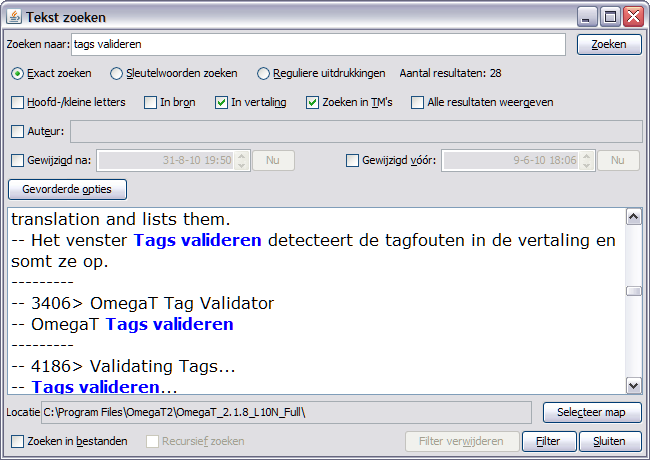 Tekst zoeken
Zoeken naar: tags valideren Zoeken
Exact zoeken Sleutelwoorden zoeken Reguliere uitdrukkingen Aantal resultaten: 28
Hoofd-/kleine letters In bron In vertaling Zoeken in TM's Alle resultaten weergeven
Auteur:
Gewijzigd na: 31-8-10 19:50 Nu Gewijzigd vóór: 9-6-10 18:06 Nu
Gevorderde opties
translation and lists them.
-- Het venster Tags valideren detecteert de tagfouten in de vertaling en
somt ze op.
---------
-- 3406> OmegaT Tag Validator
-- OmegaT Tags valideren
---------
-- 4186> Validating Tags...
-- Tags valideren...
Locatie C:\Program Files\OmegaT2\OmegaT_2.1.8_L10N_Full\ Selecteer map
Zoeken in bestanden Recursief zoeken Filter verwijderen Filter Sluiten